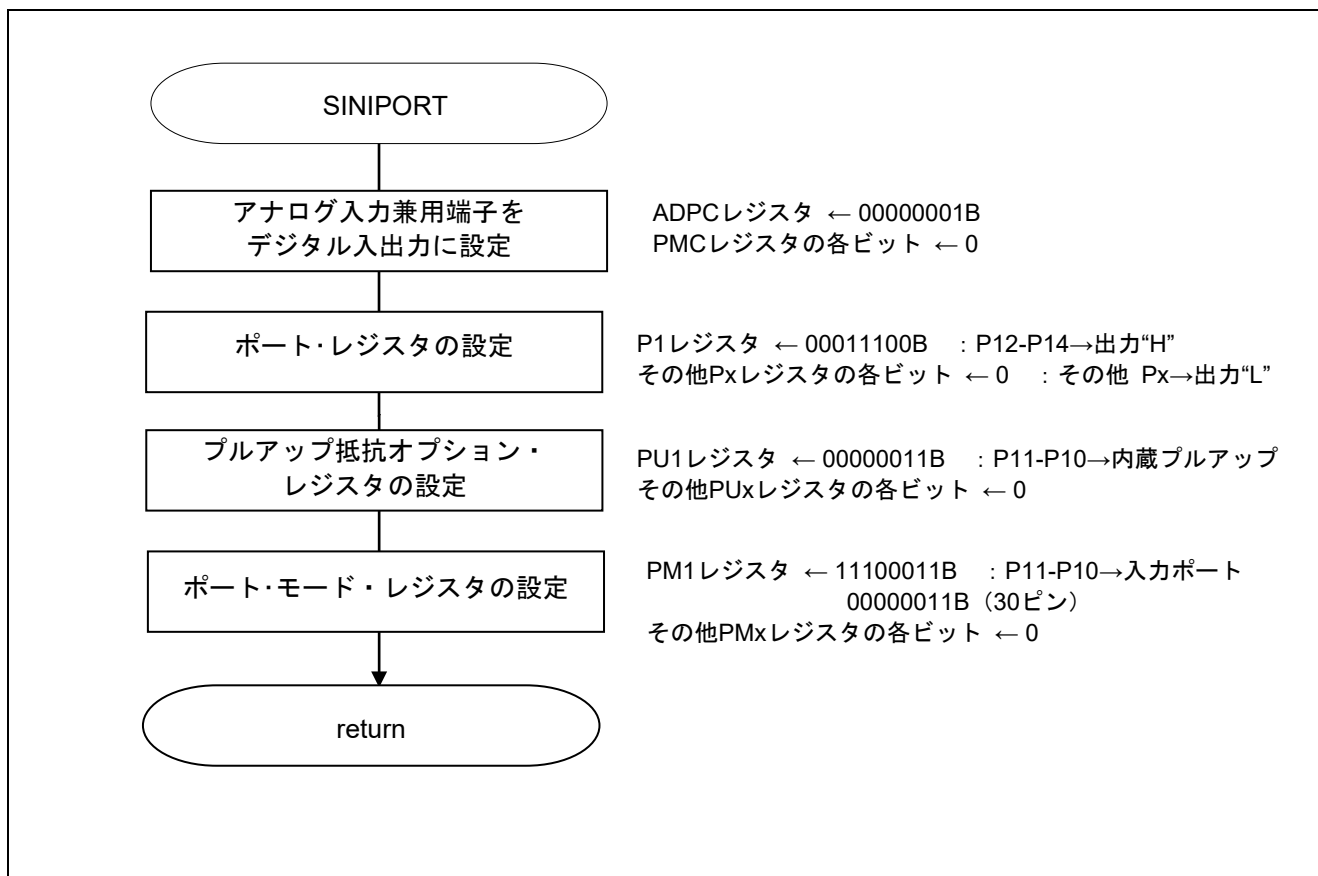 SINIPORT
アナログ入力兼用端子を
デジタル入出力に設定
ADPCレジスタ ← 00000001B
PMCレジスタの各ビット ← 0
ポート･レジスタの設定
P1レジスタ ← 00011100B ：P12-P14→出力“H”
その他Pxレジスタの各ビット ← 0 ：その他 Px→出力“L”
プルアップ抵抗オプション・
レジスタの設定
PU1レジスタ ← 00000011B ：P11-P10→内蔵プルアップ
その他PUxレジスタの各ビット ← 0
ポート･モード・レジスタの設定
PM1レジスタ ← 11100011B ：P11-P10→入力ポート
00000011B（30ピン）
その他PMxレジスタの各ビット ← 0
return